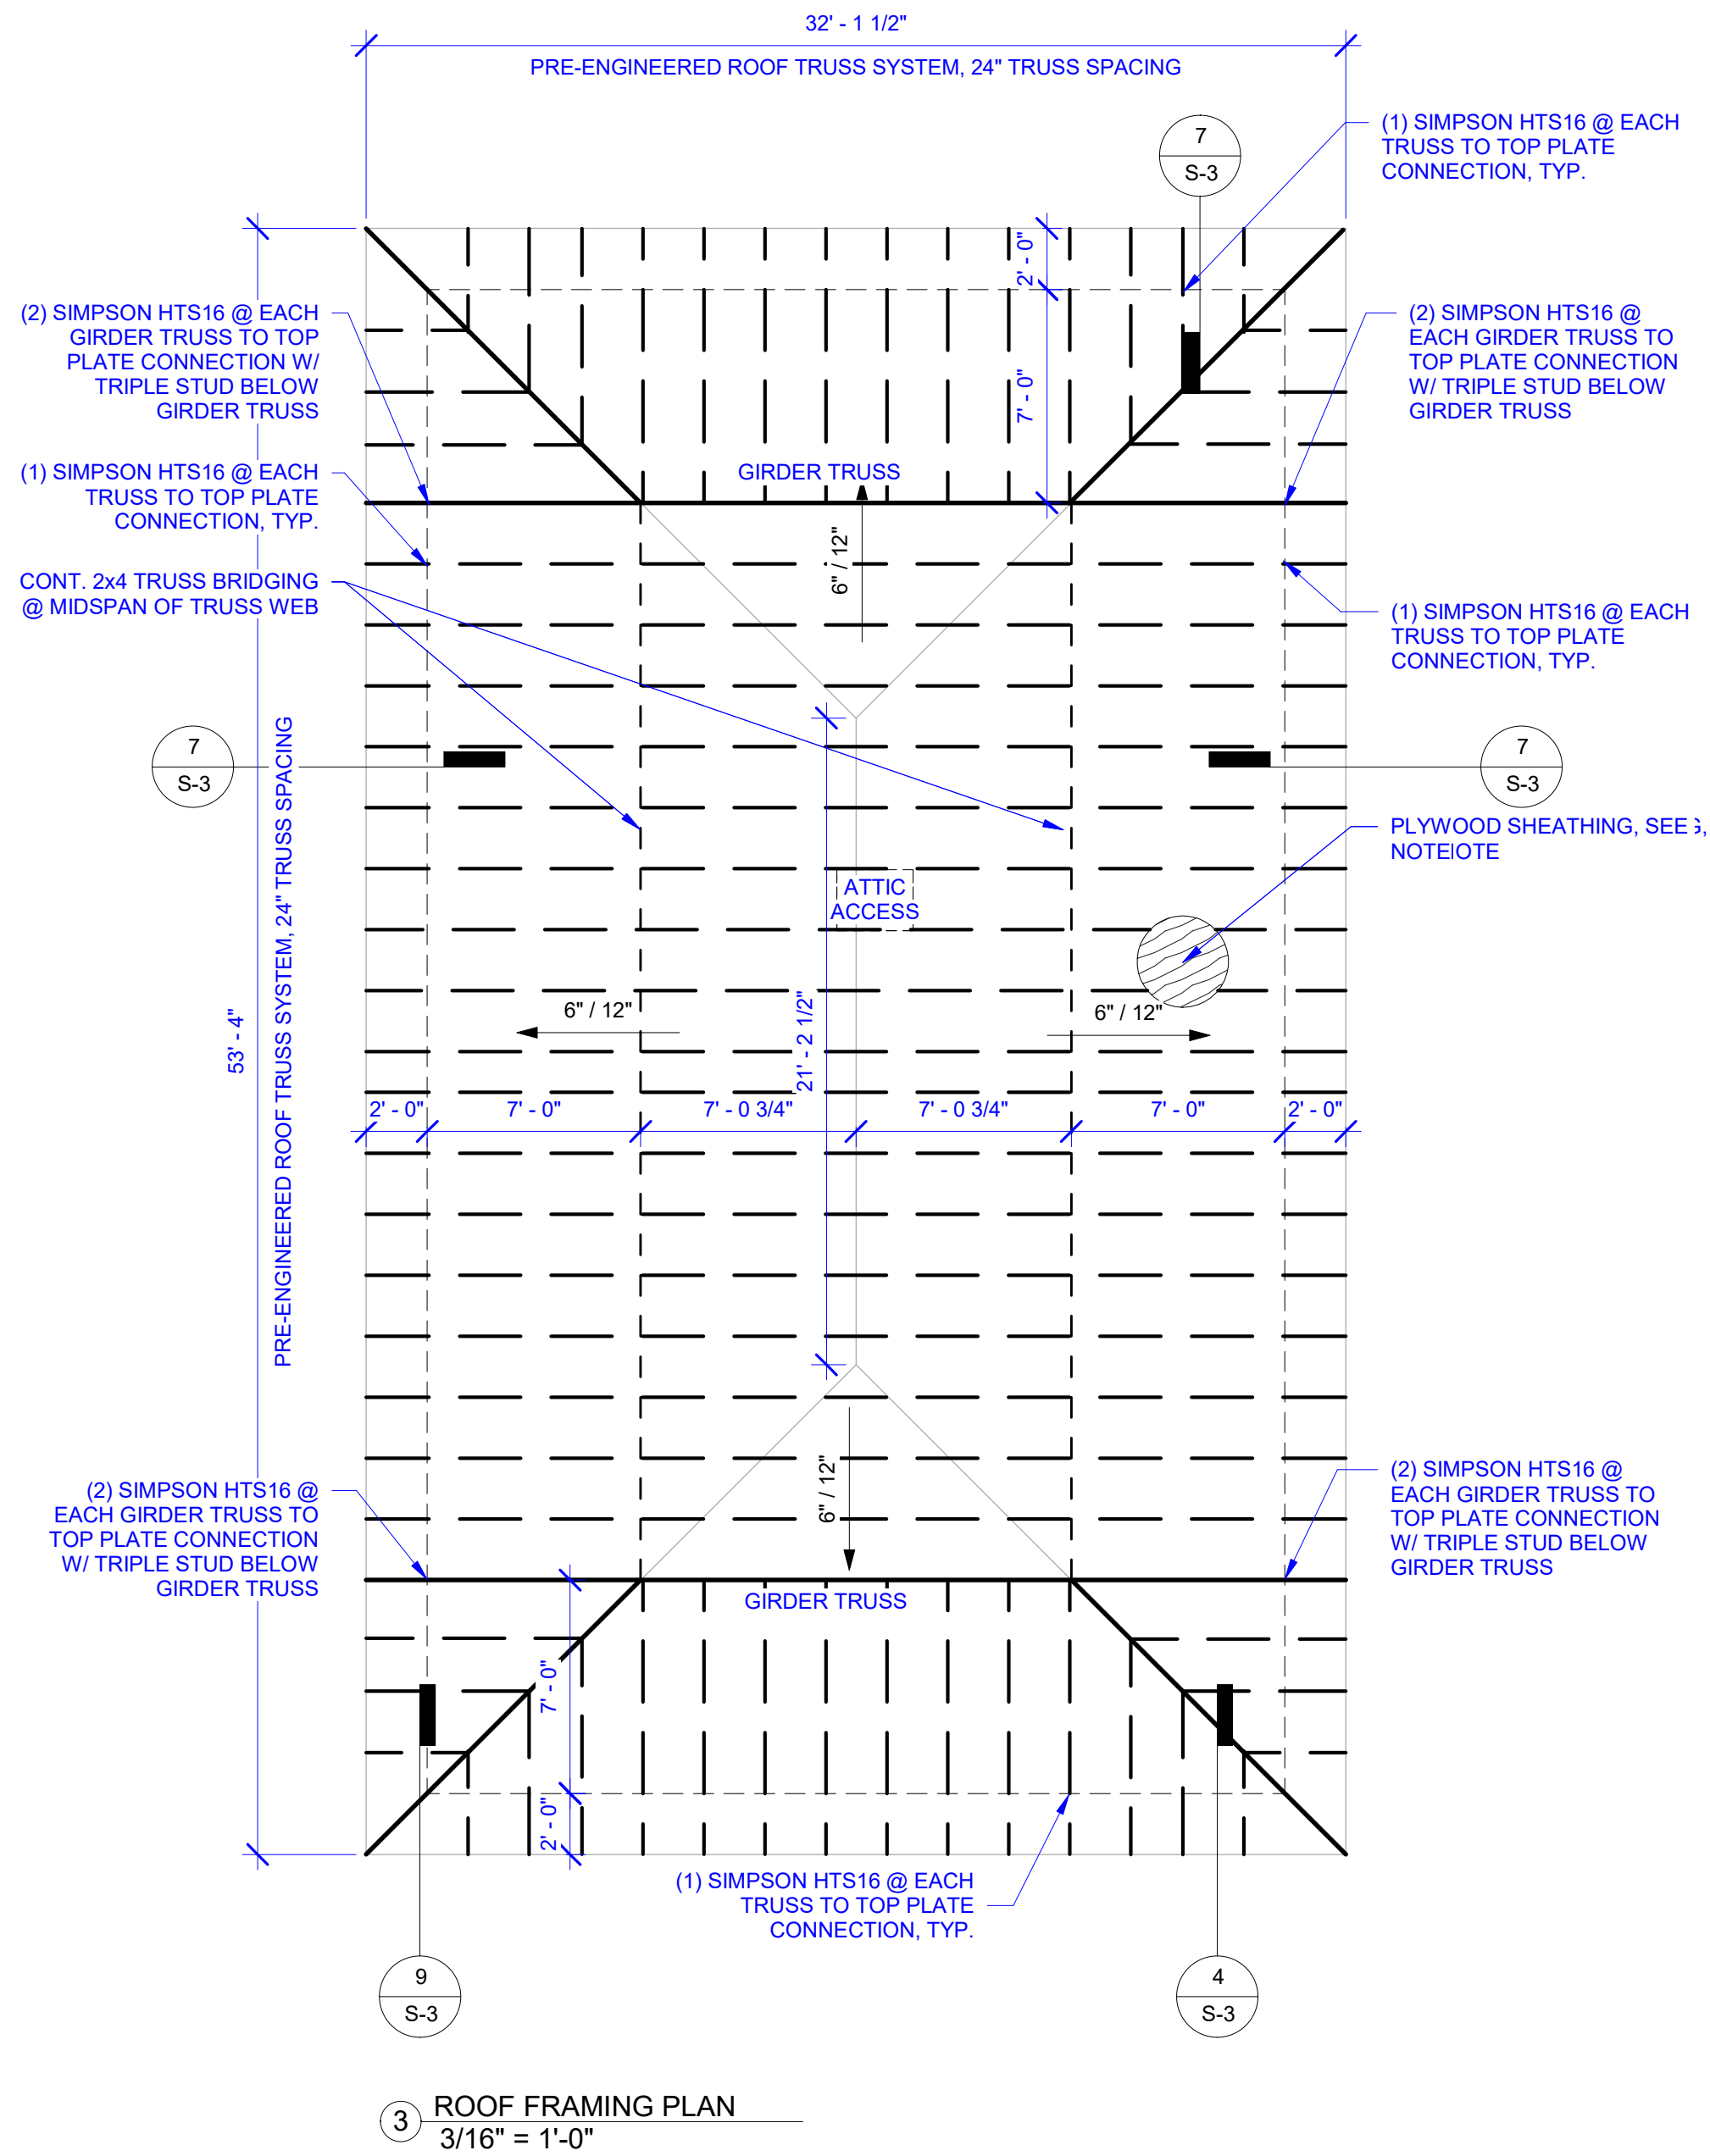 32' - 1 1/2"
PRE-ENGINEERED ROOF TRUSS SYSTEM, 24" TRUSS SPACING
7
S-3
(1) SIMPSON HTS16 @ EACH
TRUSS TO TOP PLATE
CONNECTION, TYP.
2' - 0"
7' - 0"
(2) SIMPSON HTS16 @ EACH
GIRDER TRUSS TO TOP
PLATE CONNECTION W/
TRIPLE STUD BELOW
GIRDER TRUSS
(2) SIMPSON HTS16 @
EACH GIRDER TRUSS TO
TOP PLATE CONNECTION
W/ TRIPLE STUD BELOW
GIRDER TRUSS
(1) SIMPSON HTS16 @ EACH
TRUSS TO TOP PLATE
CONNECTION, TYP.
GIRDER TRUSS
6" / 12"
CONT. 2x4 TRUSS BRIDGING
@ MIDSPAN OF TRUSS WEB
(1) SIMPSON HTS16 @ EACH
TRUSS TO TOP PLATE
CONNECTION, TYP.
7
S-3
7
S-3
PLYWOOD SHEATHING, SEE
NOTE
ATTIC
ACCESS
53' - 4"
PRE-ENGINEERED ROOF TRUSS SYSTEM, 24" TRUSS SPACING
6" / 12"
21' - 2 1/2"
6" / 12"
2' - 0"
7' - 0"
7' - 0 3/4"
7' - 0 3/4"
7' - 0"
2' - 0"
6" / 12"
(2) SIMPSON HTS16 @
EACH GIRDER TRUSS TO
TOP PLATE CONNECTION
W/ TRIPLE STUD BELOW
GIRDER TRUSS
(2) SIMPSON HTS16 @
EACH GIRDER TRUSS TO
TOP PLATE CONNECTION
W/ TRIPLE STUD BELOW
GIRDER TRUSS
GIRDER TRUSS
7' - 0"
2' - 0"
(1) SIMPSON HTS16 @ EACH
TRUSS TO TOP PLATE
CONNECTION, TYP.
9
S-3
4
S-3
3
ROOF FRAMING PLAN
3/16" = 1'-0"